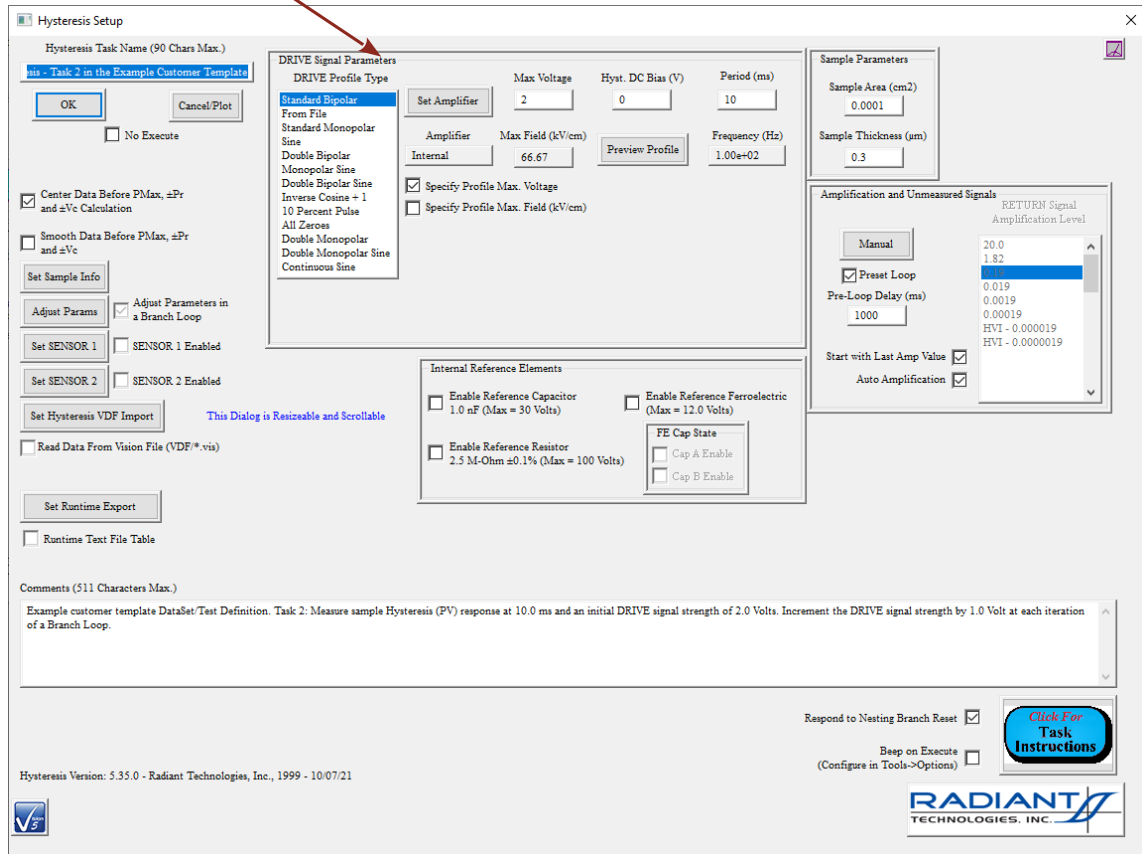 Hysteresis Setup
Hysteresis Task Name (90 Chars Max.)
sis - Task 2 in the Example Customer Template
OK
Cancel/Plot
No Execute
Center Data Before PMax, ±Pr
and ±Vc Calculation
Smooth Data Before PMax, ±Pr
and ±Vc
Set Sample Info
Adjust Params
Adjust Parameters in
a Branch Loop
Set SENSOR 1
SENSOR 1 Enabled
Set SENSOR 2
SENSOR 2 Enabled
Set Hysteresis VDF Import
This Dialog is Resizeable and Scrollable
Read Data From Vision File (VDF/*.vis)
Set Runtime Export
Runtime Text File Table
DRIVE Signal Parameters
DRIVE Profile Type
Standard Bipolar
From File
Standard Monopolar
Sine
Double Bipolar
Monopolar Sine
Double Bipolar Sine
Inverse Cosine + 1
10 Percent Pulse
All Zeroes
Double Monopolar
Double Monopolar Sine
Continuous Sine
Set Amplifier
Max Voltage
2
Hyst. DC Bias (V)
0
Period (ms)
10
Amplifier
Internal
Max Field (kV/cm)
66.67
Preview Profile
Frequency (Hz)
1.00e+02
Specify Profile Max. Voltage
Specify Profile Max. Field (kV/cm)
Sample Parameters
Sample Area (cm2)
0.0001
Sample Thickness (µm)
0.3
Amplification and Unmeasured Signals
RETURN Signal
Amplification Level
Manual
Preset Loop
Pre-Loop Delay (ms)
1000
Start with Last Amp Value
Auto Amplification
20.0
1.82
0.19
0.019
0.0019
0.00019
HVI - 0.000019
HVI - 0.0000019
Internal Reference Elements
Enable Reference Capacitor
1.0 nF (Max = 30 Volts)
Enable Reference Ferroelectric
(Max = 12.0 Volts)
Enable Reference Resistor
2.5 M-Ohm ±0.1% (Max = 100 Volts)
FE Cap State
Cap A Enable
Cap B Enable
Comments (511 Characters Max.)
Example customer template DataSet/Test Definition. Task 2: Measure sample Hysteresis (PV) response at 10.0 ms and an initial DRIVE signal strength of 2.0 Volts. Increment the DRIVE signal strength by 1.0 Volt at each iteration
of a Branch Loop.
Respond to Nesting Branch Reset
Beep on Execute
(Configure in Tools->Options)
Click For
Task
Instructions
Hysteresis Version: 5.35.0 - Radiant Technologies, Inc., 1999 - 10/07/21
RADIANT
TECHNOLOGIES, INC.